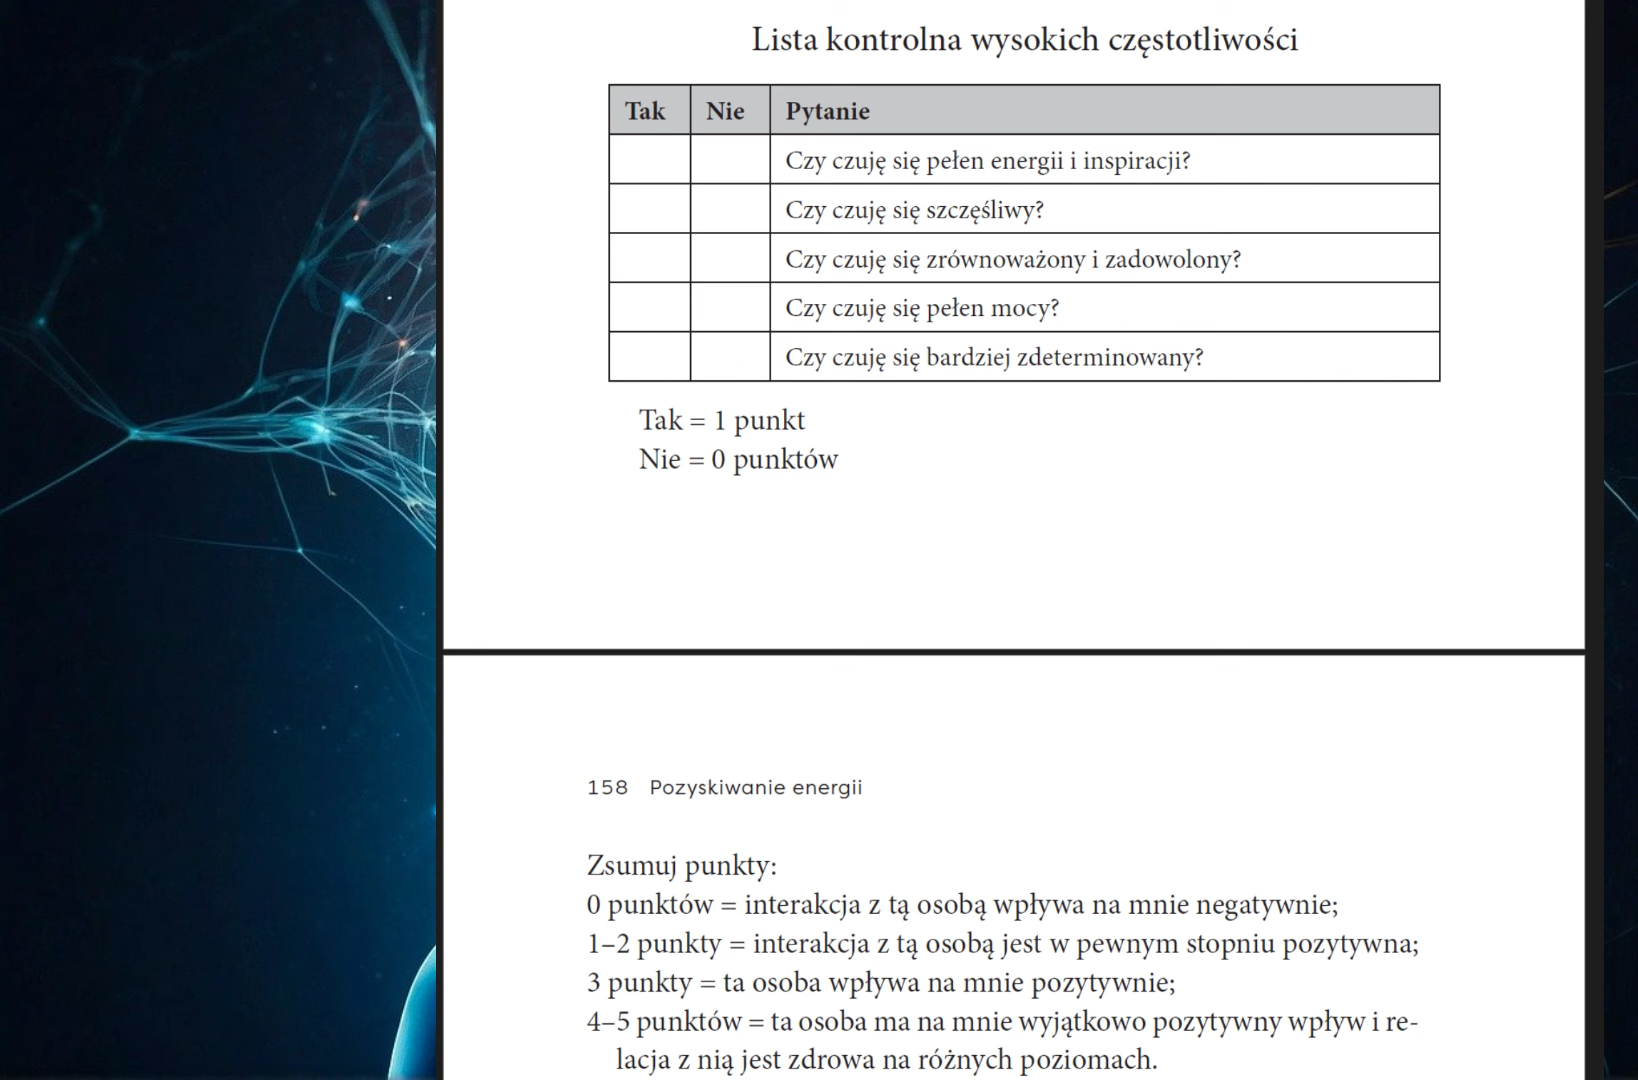 Lista kontrolna wysokich częstotliwości
Tak Nie Pytanie
Czy czuję się pełen energii i inspiracji?
Czy czuję się szczęśliwy?
Czy czuję się zrównoważony i zadowolony?
Czy czuję się pełen mocy?
Czy czuję się bardziej zdeterminowany?
Tak = 1 punkt
Nie = 0 punktów
158 Pozyskiwanie energii
Zsumuj punkty:
0 punktów = interakcja z tą osobą wpływa na mnie negatywnie;
1–2 punkty = interakcja z tą osobą jest w pewnym stopniu pozytywna;
3 punkty = ta osoba wpływa na mnie pozytywnie;
4–5 punktów = ta osoba ma na mnie wyjątkowo pozytywny wpływ i re-
lacja z nią jest zdrowa na różnych poziomach.